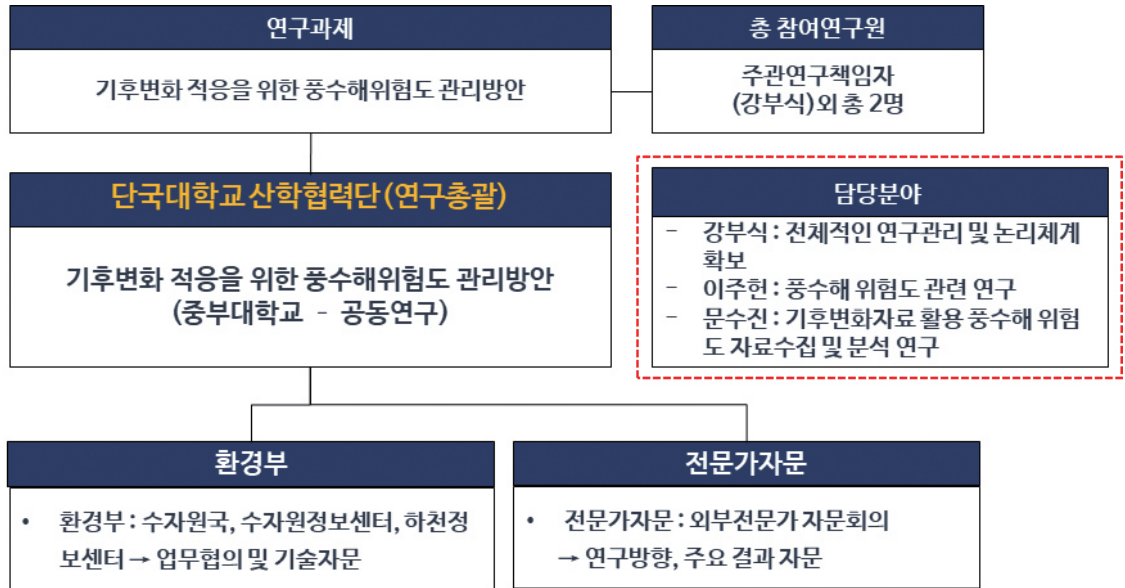 연구과제
기후변화 적응을 위한 풍수해위험도 관리방안
총 참여연구원
주관연구책임자
(강부식)외 총 2명
단국대학교 산학협력단 (연구총괄)
기후변화 적응을 위한 풍수해위험도 관리방안
(중부대학교 - 공동연구)
담당분야
- 강부식 : 전체적인 연구관리 및 논리체계
확보
- 이주헌 : 풍수해 위험도 관련 연구
- 문수진 : 기후변화자료 활용 풍수해 위험
도 자료수집 및 분석 연구
환경부
• 환경부 : 수자원국, 수자원정보센터, 하천정
보센터 → 업무협의 및 기술자문
전문가자문
• 전문가자문 : 외부전문가 자문회의
→ 연구방향, 주요 결과 자문